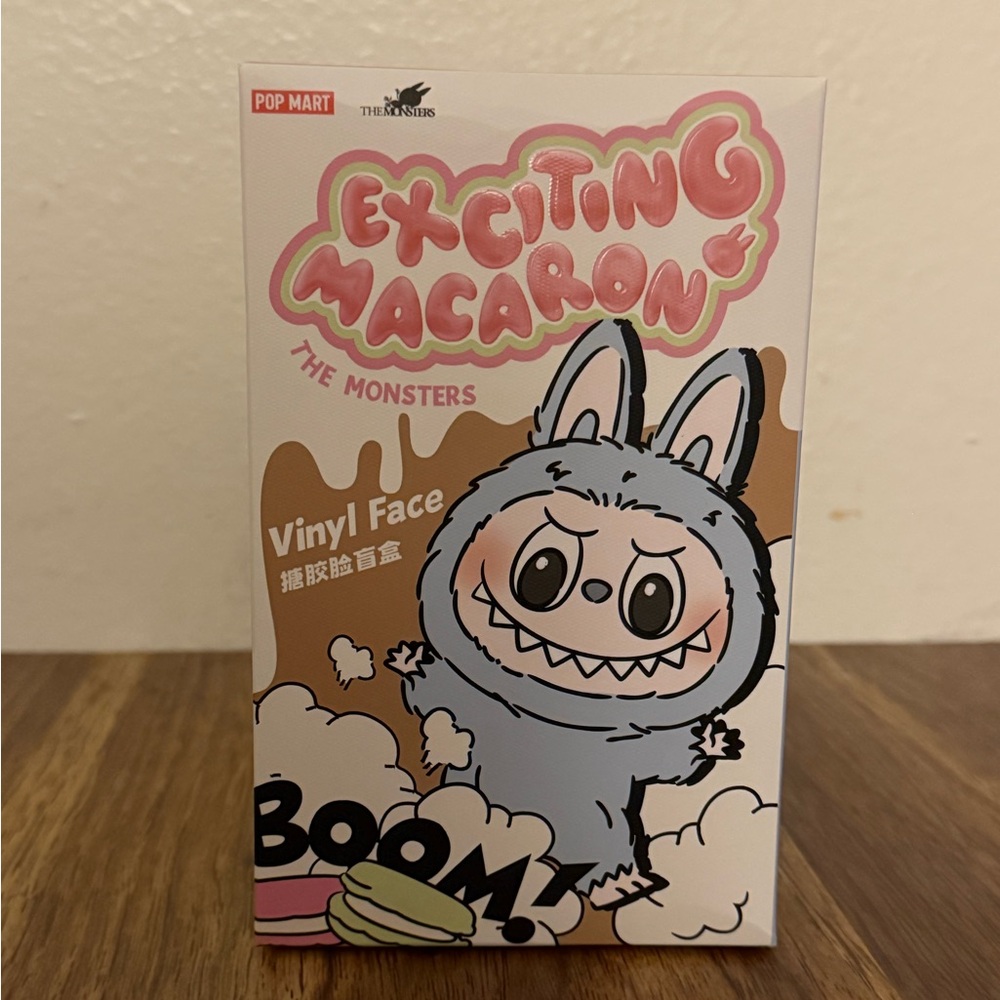 POP MART
THE MONSTERS
EXCITING
MACARON
THE MONSTERS
Vinyl Face
搪胶脸盲盒
BOOM!